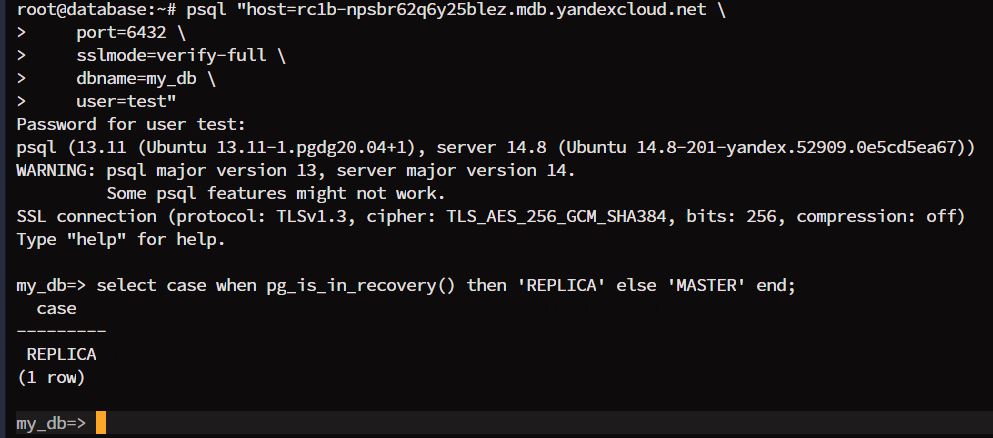 root@database:~# psql "host=rc1b-npsbr62q6y25blez.mdb.yandexcloud.net \
>     port=6432 \
>     sslmode=verify-full \
>     dbname=my_db \
>     user=test"
Password for user test:
psql (13.11 (Ubuntu 13.11-1.pgdg20.04+1), server 14.8 (Ubuntu 14.8-201-yandex.52909.0e5cd5ea67))
WARNING: psql major version 13, server major version 14.
         Some psql features might not work.
SSL connection (protocol: TLSv1.3, cipher: TLS_AES_256_GCM_SHA384, bits: 256, compression: off)
Type "help" for help.

my_db=> select case when pg_is_in_recovery() then 'REPLICA' else 'MASTER' end;
  case
---------
 REPLICA
(1 row)

my_db=>